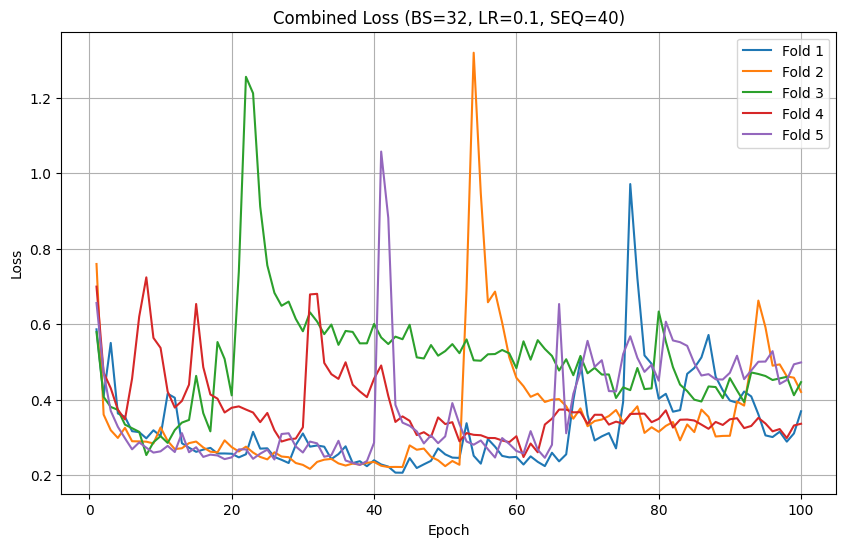 Combined Loss (BS=32, LR=0.1, SEQ=40)
Fold 1
Fold 2
Fold 3
Fold 4
Fold 5
Loss
1.2
1.0
0.8
0.6
0.4
0.2
0 20 40 60 80 100
Epoch